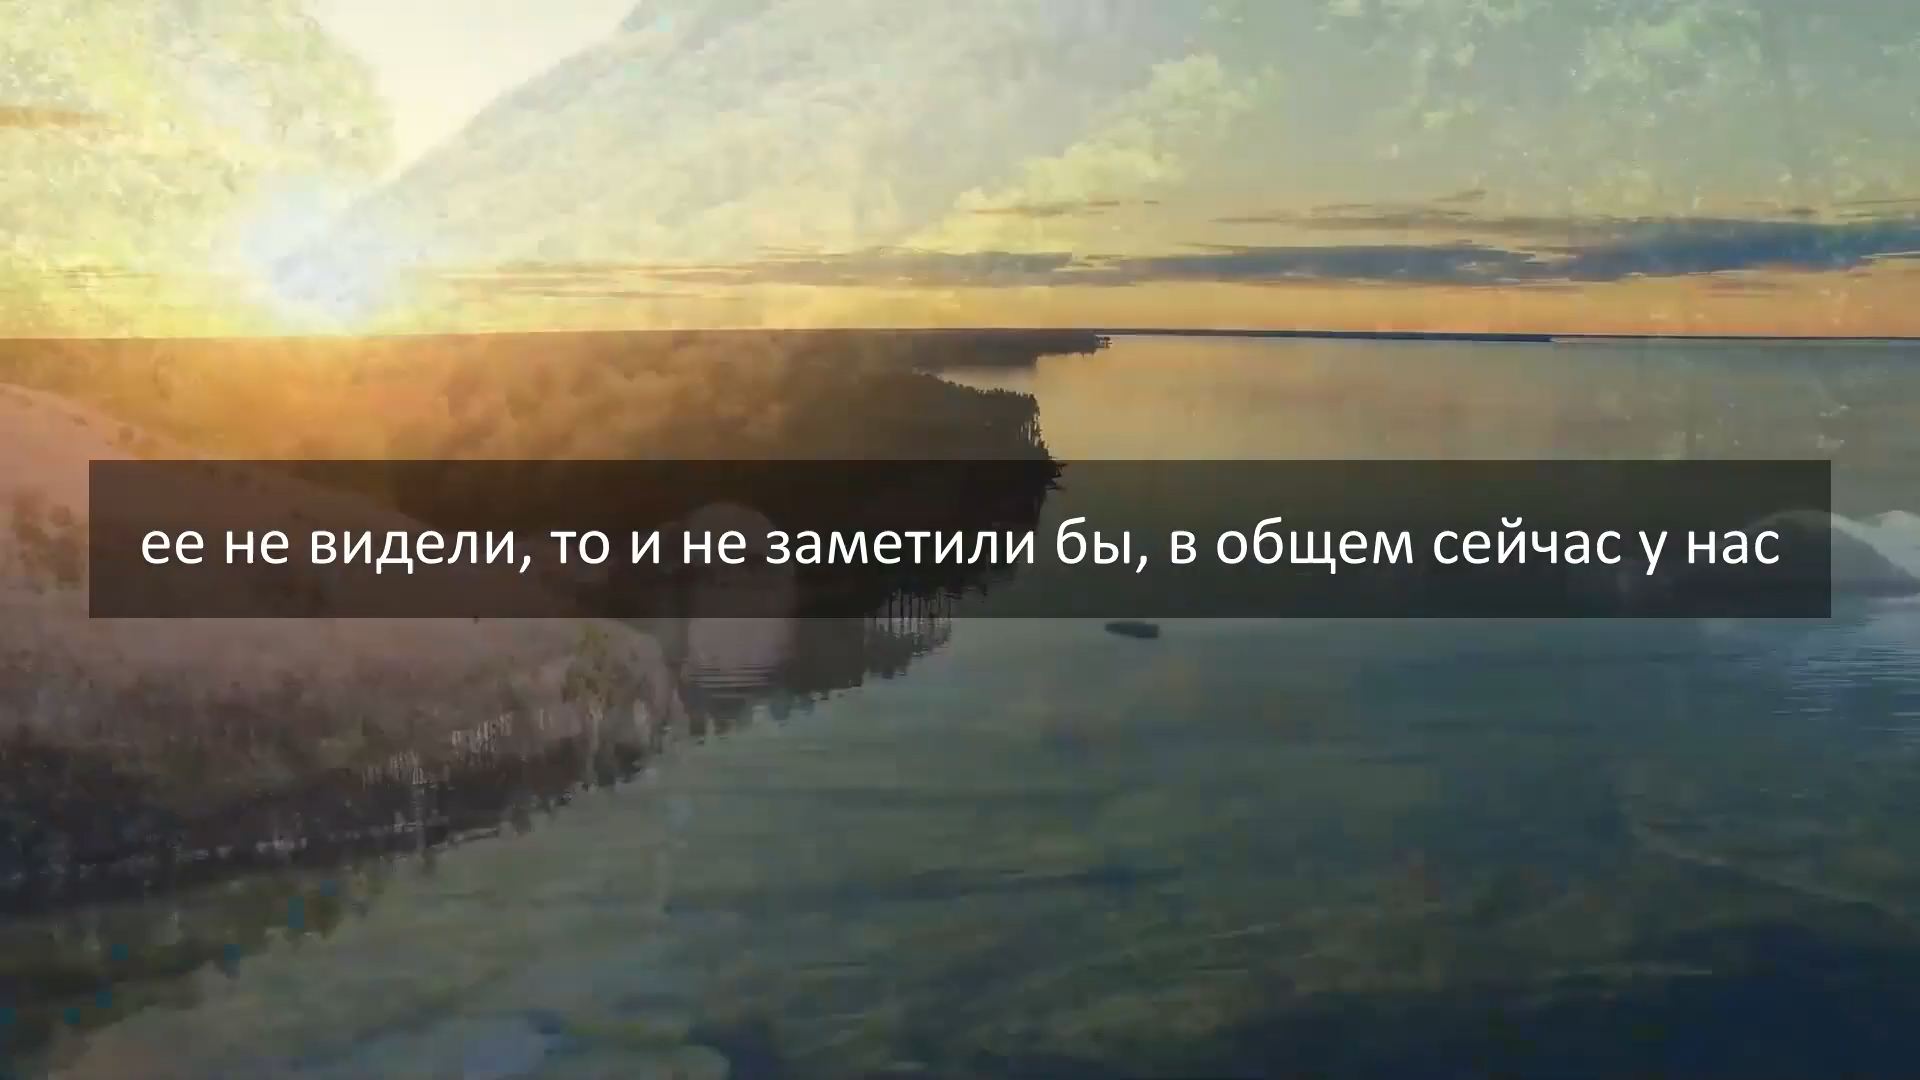 ее не видели, то и не заметили бы, в общем сейчас у нас